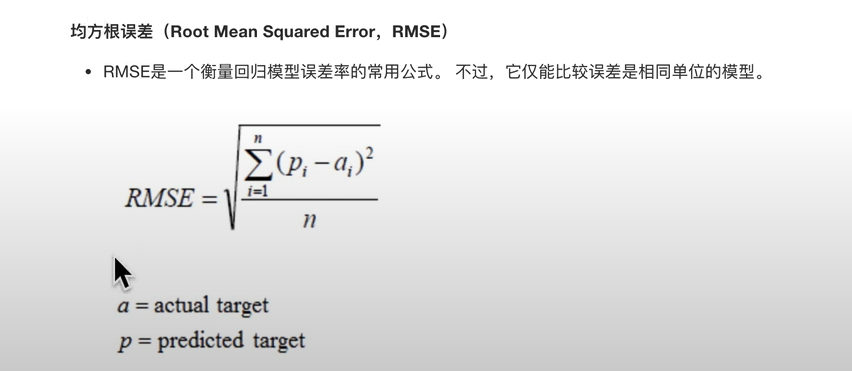 均方根误差（Root Mean Squared Error，RMSE）
• RMSE是一个衡量回归模型误差率的常用公式。 不过，它仅能比较误差是相同单位的模型。
RMSE = √(∑_{i=1}^{n} (p_i − a_i)² / n)
a = actual target
p = predicted target